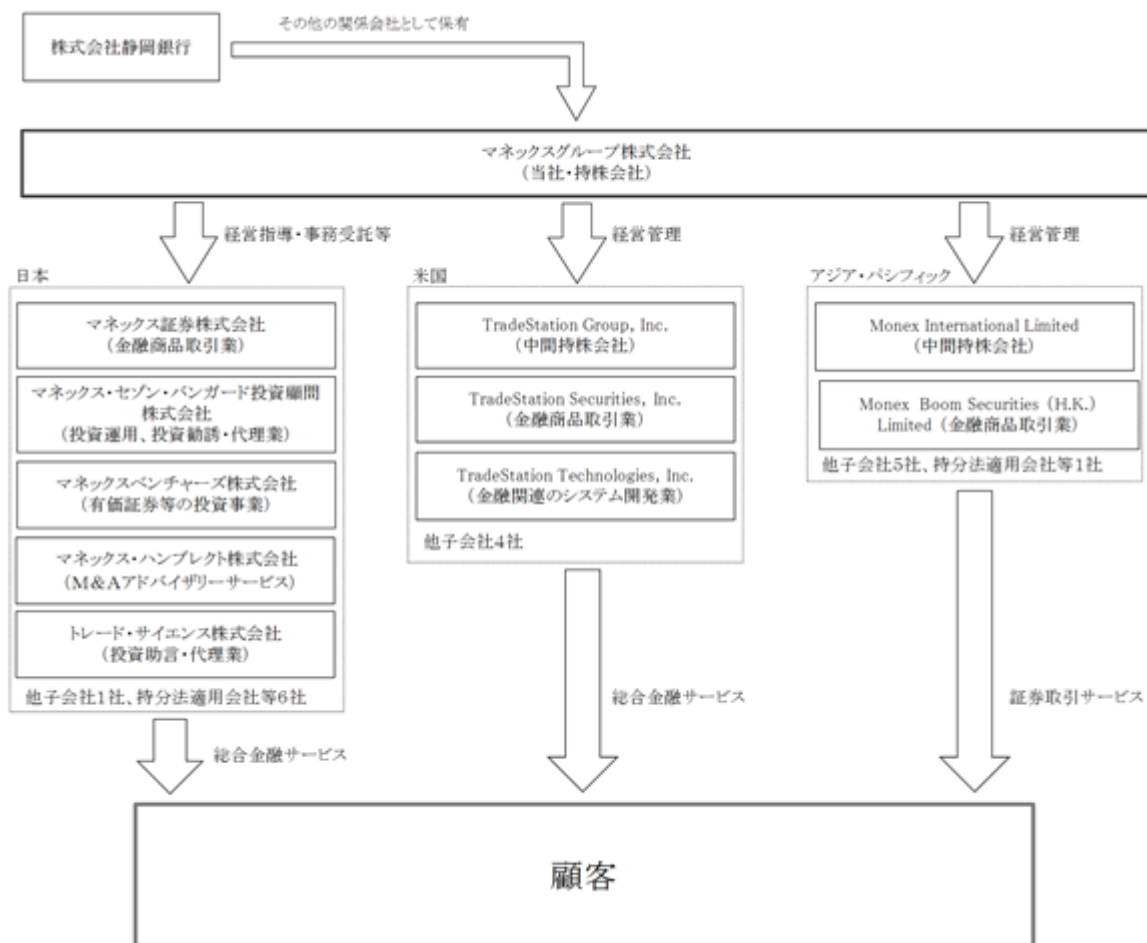 その他の関係会社として保有
株式会社静岡銀行
マネックスグループ株式会社
(当社・持株会社)
経営指導・事務受託等
経営管理
経営管理
日本
マネックス証券株式会社
(金融商品取引業)
マネックス・セゾン・バンガード投資顧問
株式会社
(投資運用、投資勧誘・代理業)
マネックスベンチャーズ株式会社
(有価証券等の投資事業)
マネックス・ハンブレクト株式会社
(M&Aアドバイザリーサービス)
トレード・サイエンス株式会社
(投資助言・代理業)
他子会社1社、持分法適用会社等6社
米国
TradeStation Group, Inc.
(中間持株会社)
TradeStation Securities, Inc.
(金融商品取引業)
TradeStation Technologies, Inc.
(金融関連のシステム開発業)
他子会社4社
アジア・パシフィック
Monex International Limited
(中間持株会社)
Monex Boom Securities (H.K.)
Limited (金融商品取引業)
他子会社5社、持分法適用会社等1社
総合金融サービス
総合金融サービス
証券取引サービス
顧客